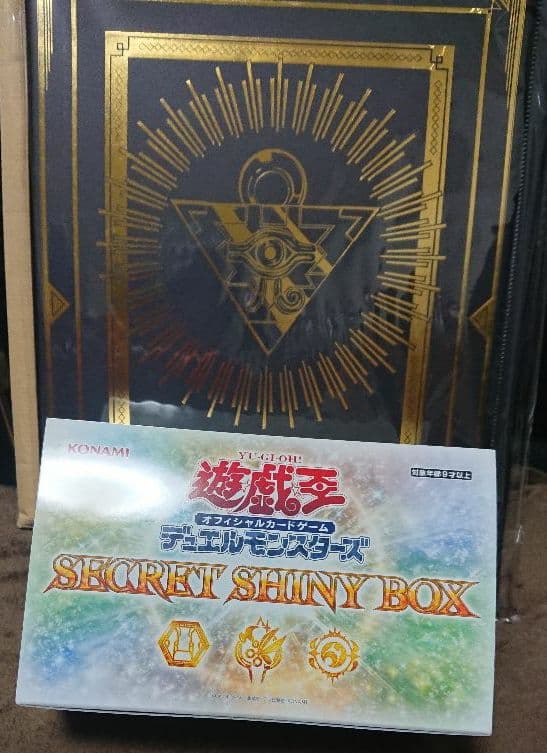 KONAMI
YU-GI-OH!
遊戯王
対象年齢9才以上
オフィシャルカードゲーム
デュエルモンスターズ
SECRET SHINY BOX